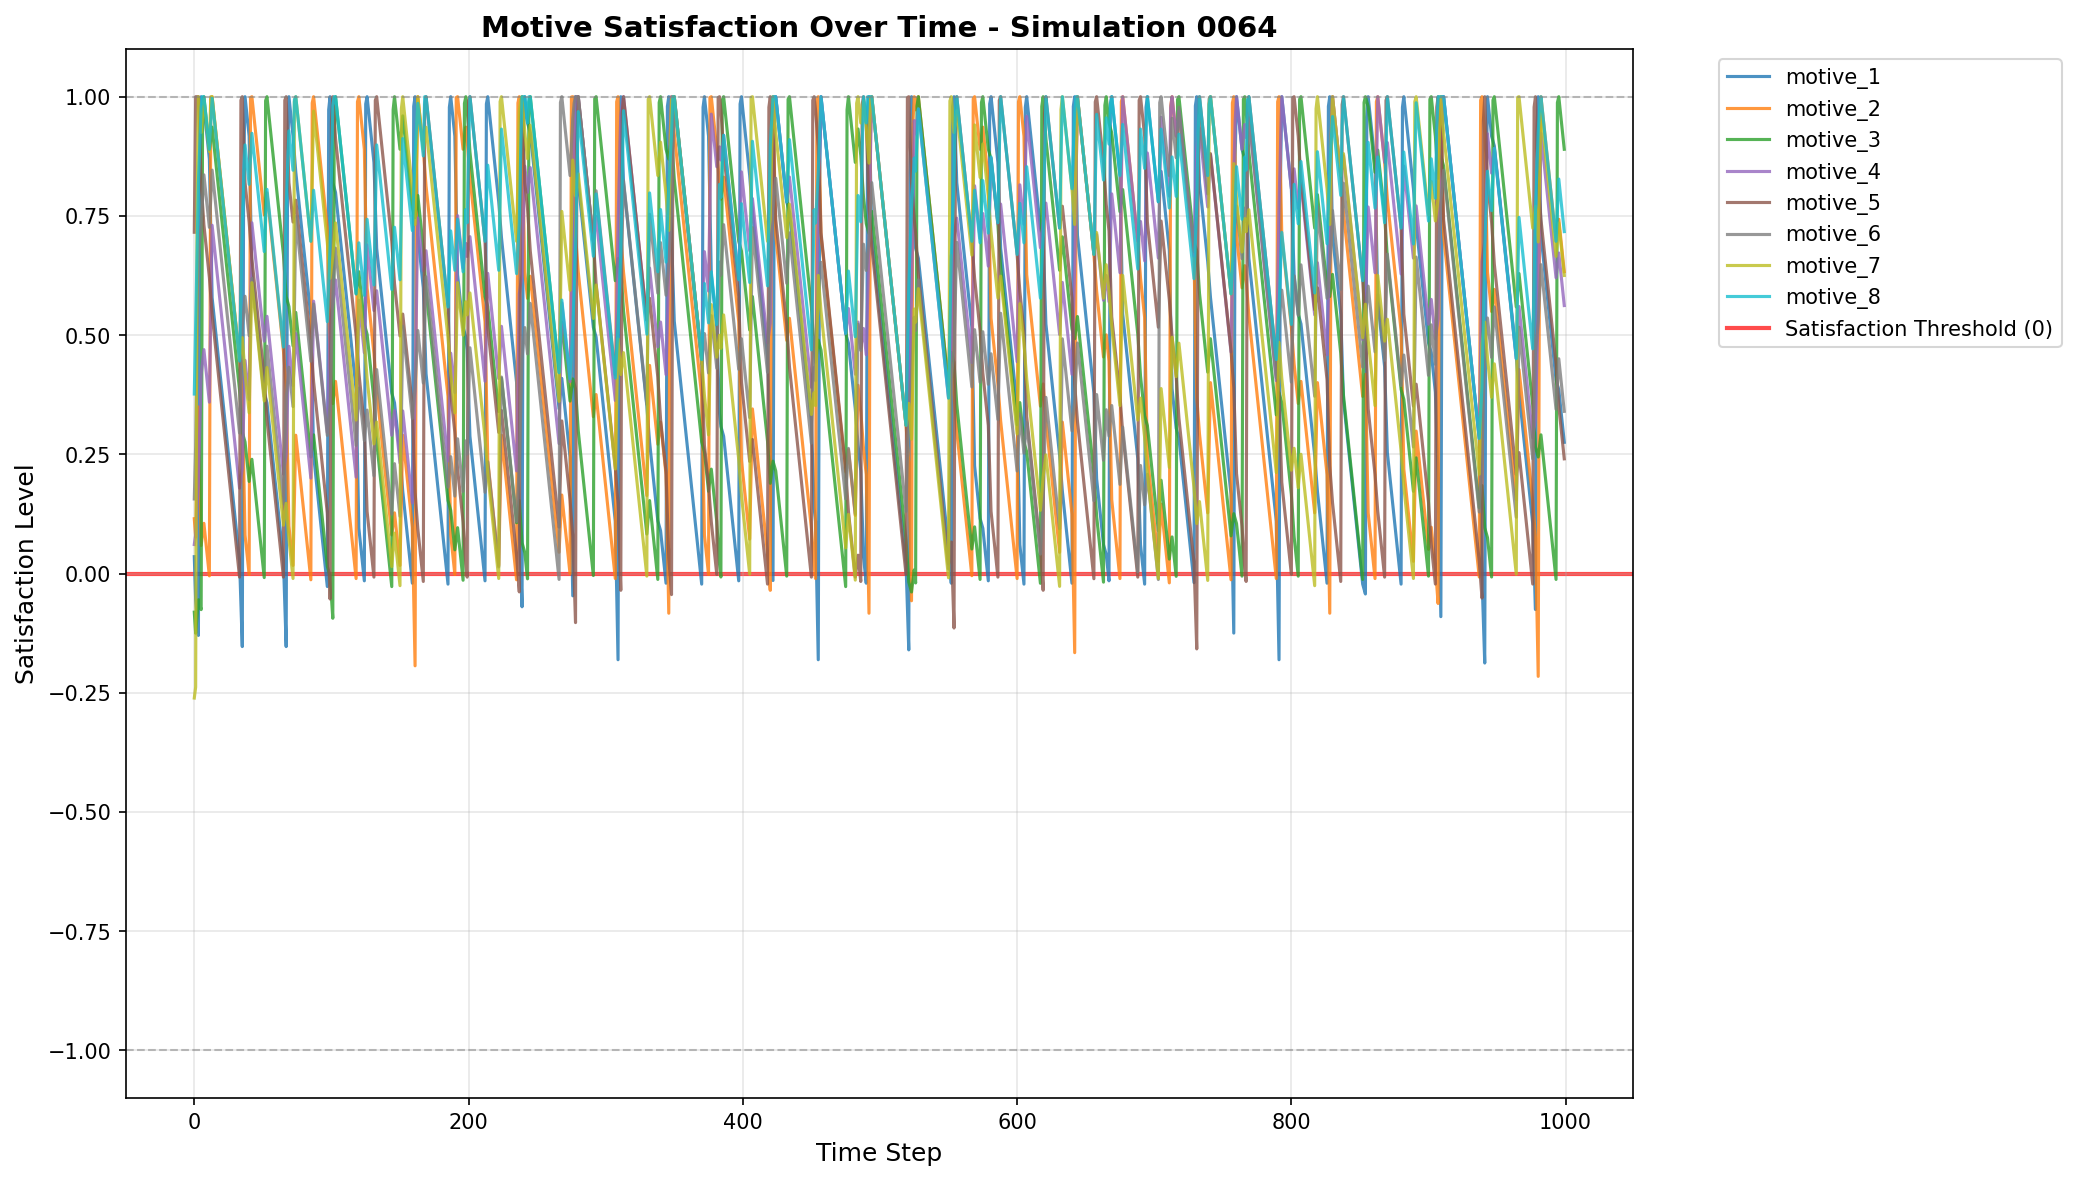 Motive Satisfaction Over Time - Simulation 0064
1.00
0.75
0.50
0.25
0.00
−0.25
−0.50
−0.75
−1.00
Satisfaction Level
0
200
400
600
800
1000
Time Step
motive_1
motive_2
motive_3
motive_4
motive_5
motive_6
motive_7
motive_8
Satisfaction Threshold (0)